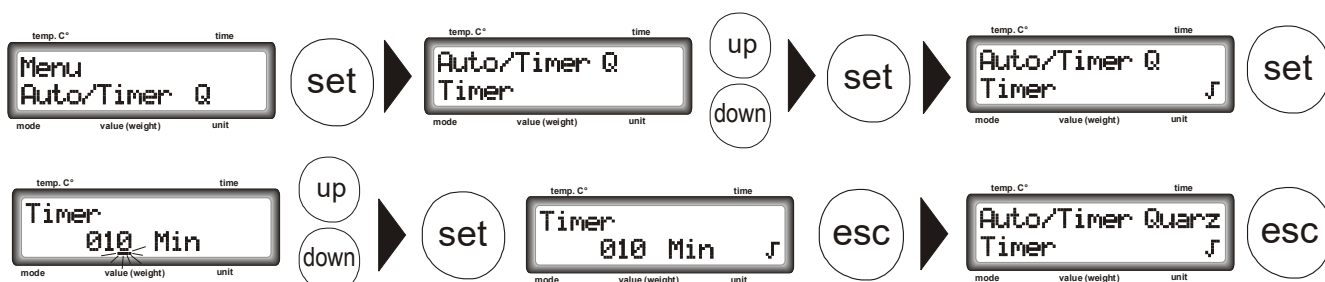 temp. C° time
Menu
Auto/Timer Q
mode value (weight) unit
set
temp. C° time
Auto/Timer Q
Timer
mode value (weight) unit
up
down
set
temp. C° time
Auto/Timer Q
Timer √
mode value (weight) unit
set
temp. C° time
Timer
010 Min
mode value (weight) unit
up
down
set
temp. C° time
Timer
010 Min √
mode value (weight) unit
esc
temp. C° time
Auto/Timer Quarz
Timer √
mode value (weight) unit
esc